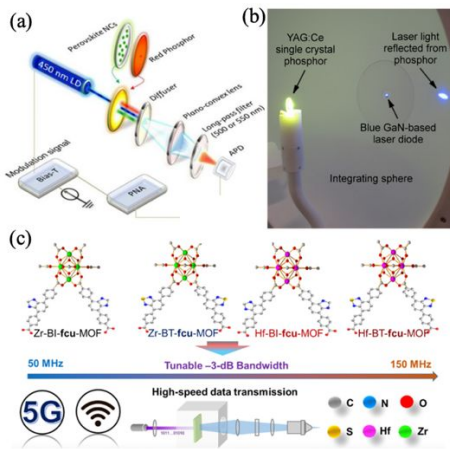 (a)
Perovskite NCs
Red Phosphor
450 nm LD
Diffuser
Plano-convex lens
Long-pass filter
(500 or 550 nm)
APD
Modulation signal
Bias-T
PNA
(b)
YAG:Ce
single crystal
phosphor
Laser light
reflected from
phosphor
Blue GaN-based
laser diode
Integrating sphere
(c)
Zr-BI-fcu-MOF
Zr-BT-fcu-MOF
Hf-BI-fcu-MOF
Hf-BT-fcu-MOF
50 MHz
Tunable –3-dB Bandwidth
150 MHz
High-speed data transmission
5G
C
N
O
S
Hf
Zr